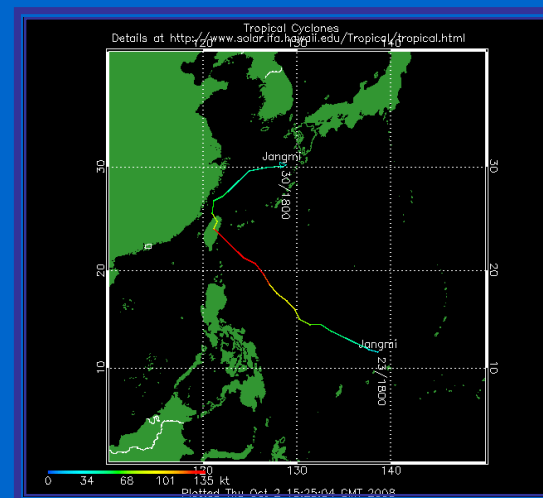 Tropical Cyclones
Details at http://www.solar.ifa.hawaii.edu/Tropical/tropical.html
120 130 140
Jangmi
30 30
30/1800
20 20
Jangmi
23/1800
10 10
120 130 140
0 34 68 101 135 kt
Plotted Thu Oct 2 15:25:04 GMT 2008